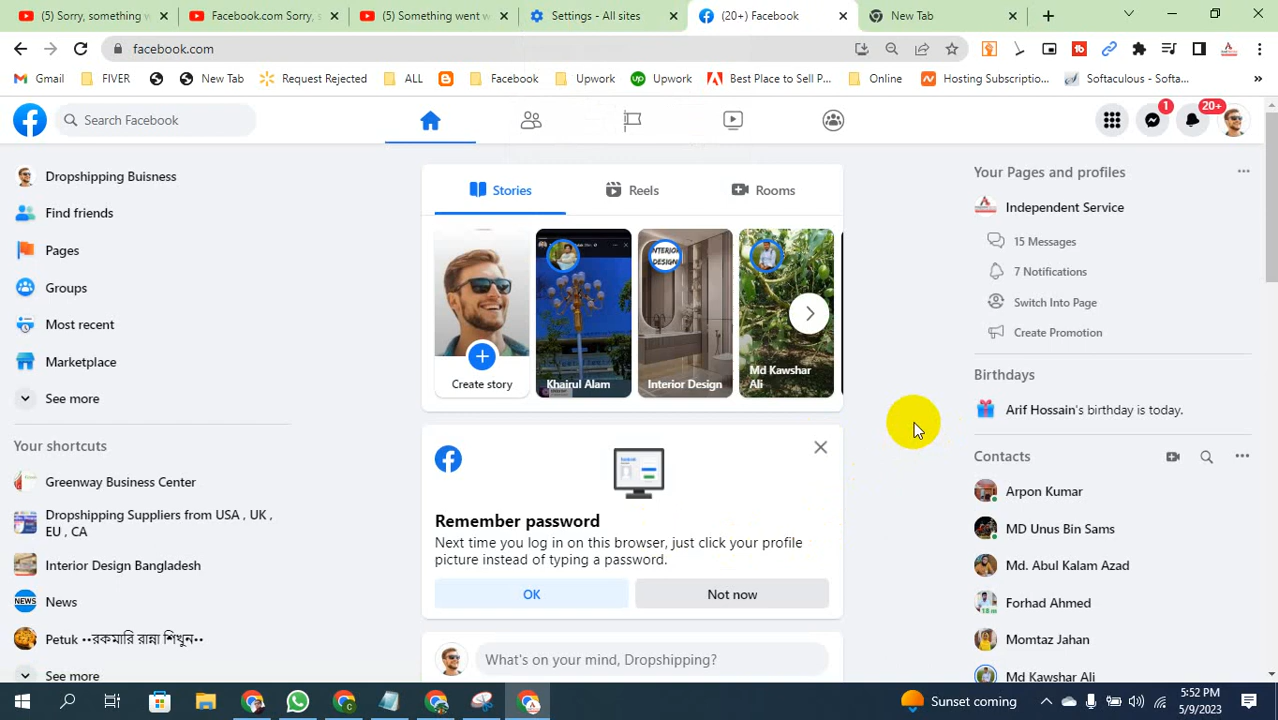 (5) Sorry, something w
Facebook.com Sorry, s
(5) Something went w
Settings - All sites
(20+) Facebook
New Tab
facebook.com
Gmail
FIVER
New Tab
Request Rejected
ALL
Facebook
Upwork
Upwork
Best Place to Sell P...
Online
Hosting Subscriptio...
Softaculous - Softa...
Search Facebook
1
20+
Dropshipping Buisness
Find friends
Pages
Groups
Most recent
Marketplace
See more
Your shortcuts
Greenway Business Center
Dropshipping Suppliers from USA , UK ,
EU , CA
Interior Design Bangladesh
NEWS
News
Petuk ••রকমারি রান্না শিখুন••
See more
Stories
Reels
Rooms
Create story
Khairul Alam
INTERIOR
DESIGN
Interior Design
Md Kawshar
Ali
Remember password
Next time you log in on this browser, just click your profile
picture instead of typing a password.
OK
Not now
What's on your mind, Dropshipping?
Your Pages and profiles
Independent Service
15 Messages
7 Notifications
Switch Into Page
Create Promotion
Birthdays
Arif Hossain's birthday is today.
Contacts
Arpon Kumar
MD Unus Bin Sams
Md. Abul Kalam Azad
Forhad Ahmed
18 m
Momtaz Jahan
Md Kawshar Ali
Sunset coming
5:52 PM
5/9/2023